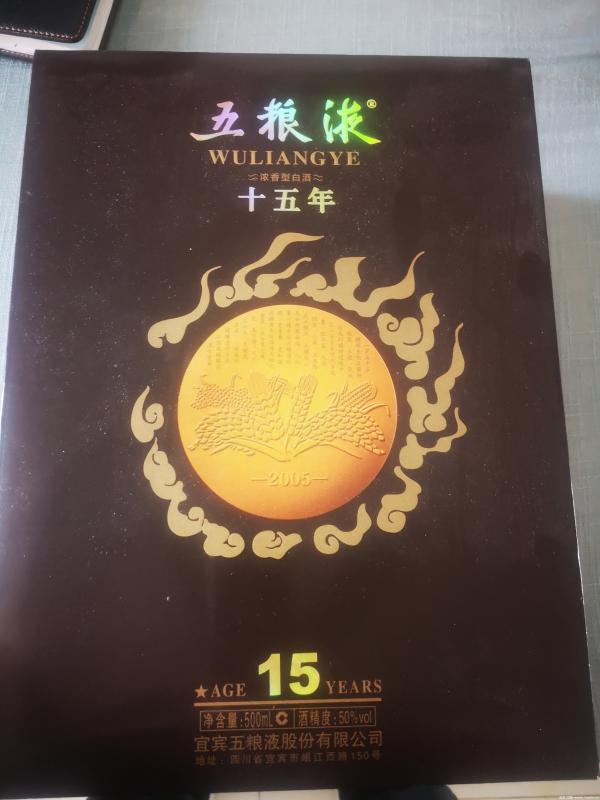 五粮液®
WULIANGYE
浓香型白酒
十五年
—2005—
★AGE 15 YEARS
净含量:500mL C 酒精度:50%vol
宜宾五粮液股份有限公司
地址:四川省宜宾市岷江西路150号